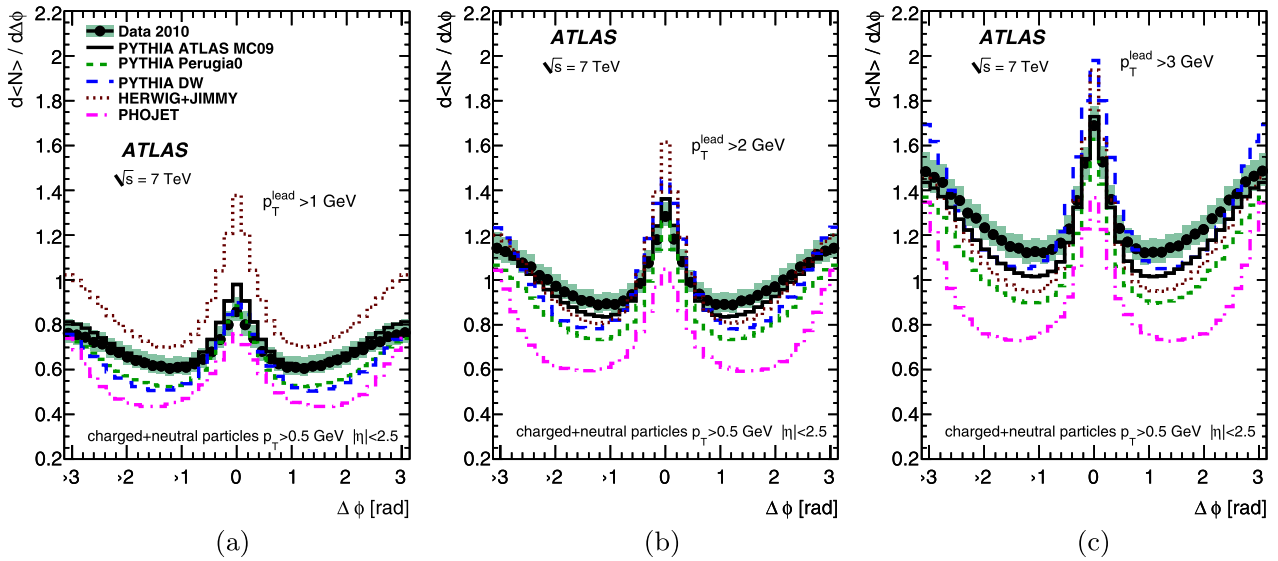 d<N> / dΔφ
2.2
2
1.8
1.6
1.4
1.2
1
0.8
0.6
0.4
0.2
Data 2010
PYTHIA ATLAS MC09
PYTHIA Perugia0
PYTHIA DW
HERWIG+JIMMY
PHOJET
ATLAS
√s = 7 TeV
p_T^lead >1 GeV
charged+neutral particles p_T>0.5 GeV |η|<2.5
›3 ›2 ›1 0 1 2 3
Δ φ [rad]
(a)
d<N> / dΔφ
2.2
2
1.8
1.6
1.4
1.2
1
0.8
0.6
0.4
0.2
ATLAS
√s = 7 TeV
p_T^lead >2 GeV
charged+neutral particles p_T>0.5 GeV |η|<2.5
›3 ›2 ›1 0 1 2 3
Δ φ [rad]
(b)
d<N> / dΔφ
2.2
2
1.8
1.6
1.4
1.2
1
0.8
0.6
0.4
0.2
ATLAS
√s = 7 TeV
p_T^lead >3 GeV
charged+neutral particles p_T>0.5 GeV |η|<2.5
›3 ›2 ›1 0 1 2 3
Δ φ [rad]
(c)